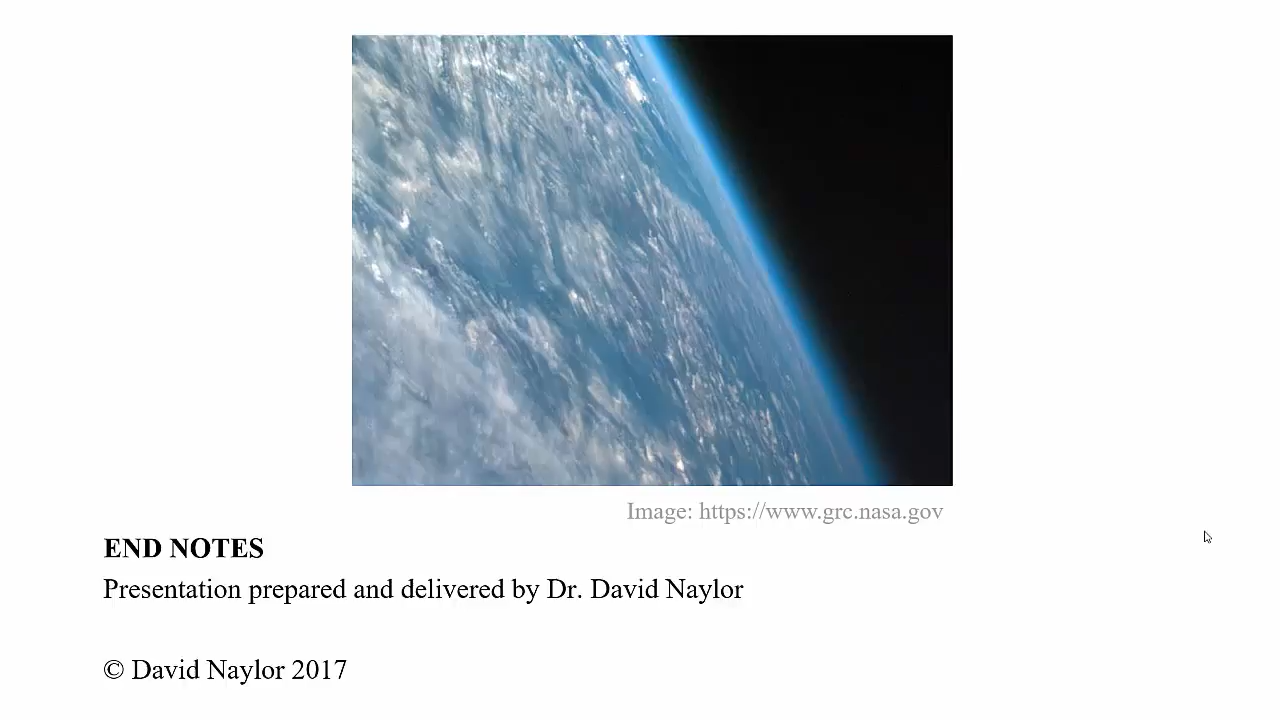 Image: https://www.grc.nasa.gov
END NOTES
Presentation prepared and delivered by Dr. David Naylor
© David Naylor 2017